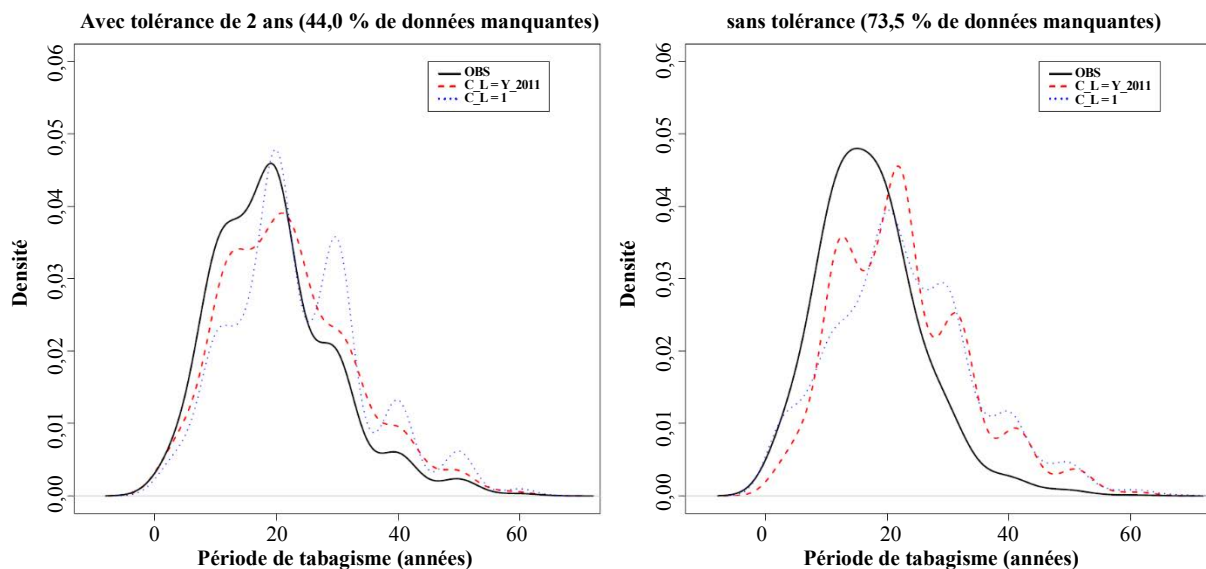 Avec tolérance de 2 ans (44,0 % de données manquantes)
0,06
0,05
0,04
0,03
0,02
0,01
0,00
Densité
OBS
C_L = Y_2011
C_L = 1
0
20
40
60
Période de tabagisme (années)
sans tolérance (73,5 % de données manquantes)
0,06
0,05
0,04
0,03
0,02
0,01
0,00
Densité
OBS
C_L = Y_2011
C_L = 1
0
20
40
60
Période de tabagisme (années)